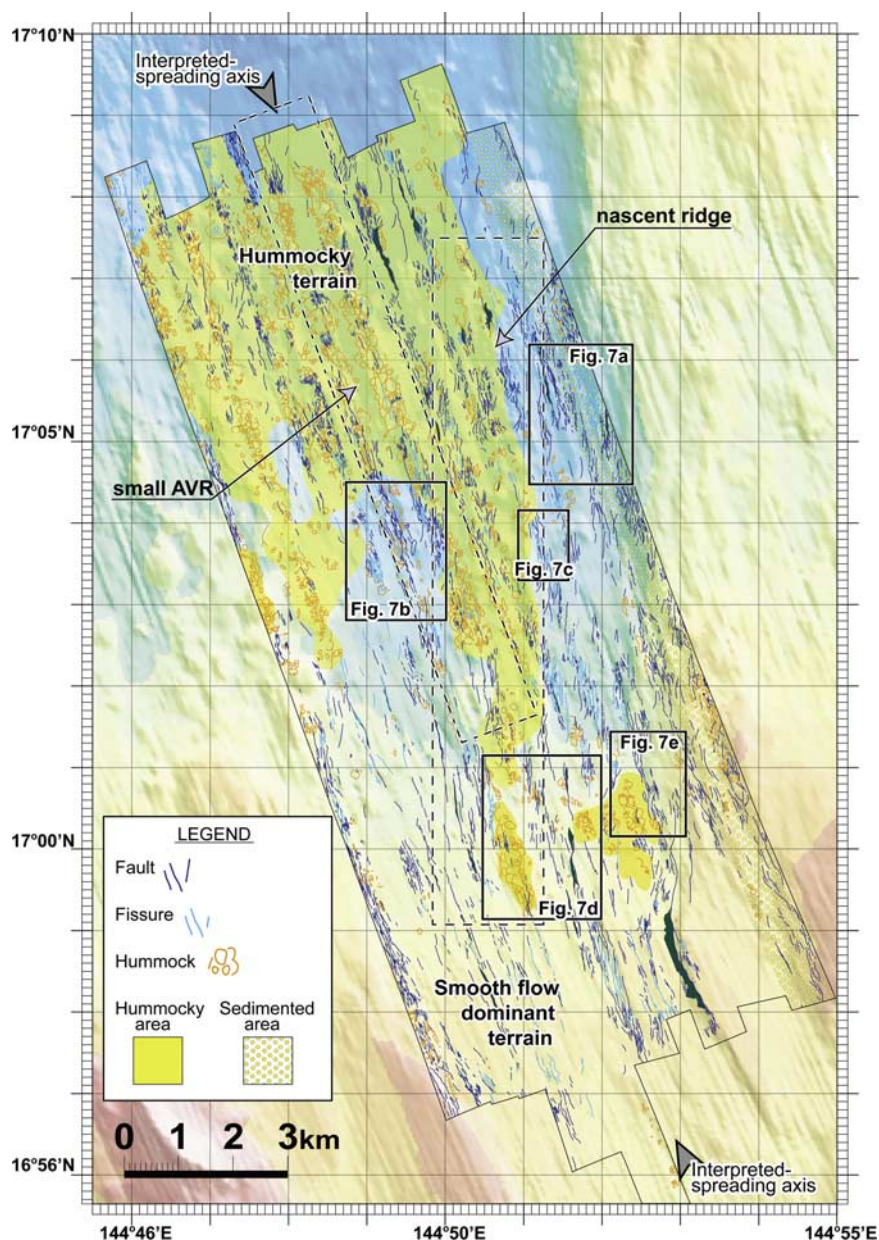 17°10'N
Interpreted-
spreading axis
nascent ridge
Hummocky
terrain
Fig. 7a
17°05'N
small AVR
Fig. 7c
Fig. 7b
Fig. 7e
17°00'N
LEGEND
Fault
Fissure
Hummock
Hummocky
area
Sedimented
area
Fig. 7d
Smooth flow
dominant
terrain
0 1 2 3km
16°56'N
Interpreted-
spreading axis
144°46'E
144°50'E
144°55'E